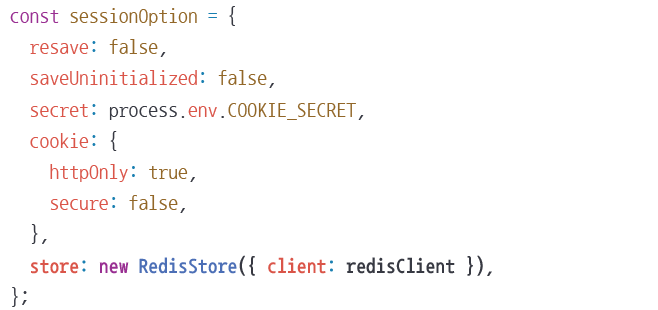 const sessionOption = {
  resave: false,
  saveUninitialized: false,
  secret: process.env.COOKIE_SECRET,
  cookie: {
    httpOnly: true,
    secure: false,
  },
  store: new RedisStore({ client: redisClient }),
};